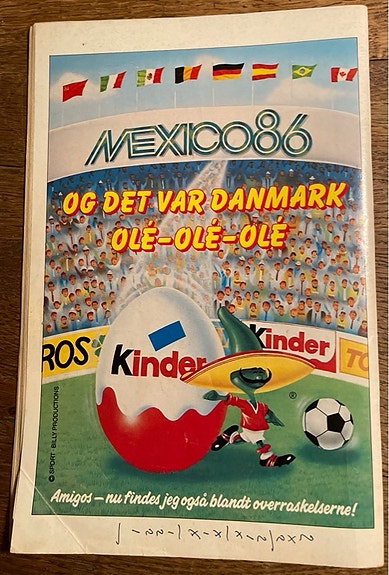 MEXICO86
OG DET VAR DANMARK
OLÉ-OLÉ-OLÉ
ROS
Kinder
Kinder
®
© SPORT-BILLY PRODUCTIONS
Amigos – nu findes jeg også blandt overraskelserne!